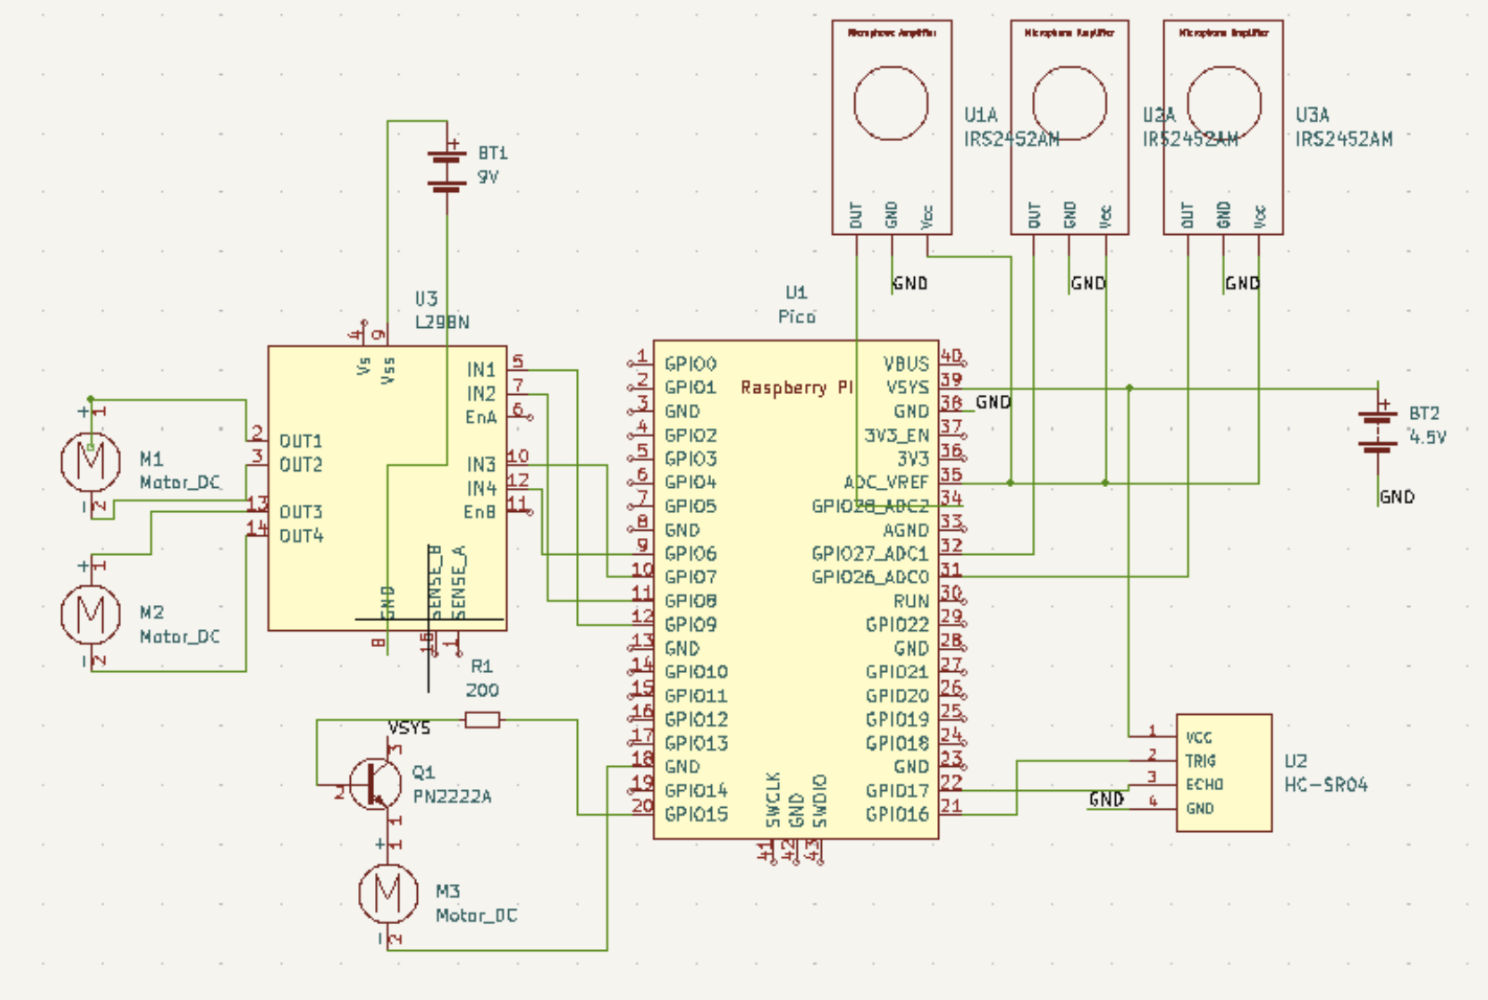 Microphone Amplifier
Microphone Amplifier
Microphone Amplifier
OUT
GND
Vcc
OUT
GND
Vcc
OUT
GND
Vcc
U1A
IRS2452AM
U2A
IRS2452AM
U3A
IRS2452AM
GND
GND
GND
+
BT1
9V
U3
L298N
4
9
Vs
Vss
IN1
5
IN2
7
EnA
6
IN3
10
IN4
12
EnB
11
2
OUT1
3
OUT2
13
OUT3
14
OUT4
GND
SENSE_B
SENSE_A
8
15
1
+
1
M
M1
Motor_DC
2
+
1
M
M2
Motor_DC
2
R1
200
VSYS
3
Q1
PN2222A
2
1
+
1
M
M3
Motor_DC
2
U1
Pico
Raspberry Pi
1 GPIO0
2 GPIO1
3 GND
4 GPIO2
5 GPIO3
6 GPIO4
7 GPIO5
8 GND
9 GPIO6
10 GPIO7
11 GPIO8
12 GPIO9
13 GND
14 GPIO10
15 GPIO11
16 GPIO12
17 GPIO13
18 GND
19 GPIO14
20 GPIO15
VBUS 40
VSYS 39
GND 38
3V3_EN 37
3V3 36
ADC_VREF 35
GPIO28_ADC2 34
AGND 33
GPIO27_ADC1 32
GPIO26_ADC0 31
RUN 30
GPIO22 29
GND 28
GPIO21 27
GPIO20 26
GPIO19 25
GPIO18 24
GND 23
GPIO17 22
GPIO16 21
SWCLK
GND
SWDIO
41
42
43
GND
+
BT2
4.5V
GND
1 VCC
2 TRIG
3 ECHO
4 GND
GND
U2
HC-SR04